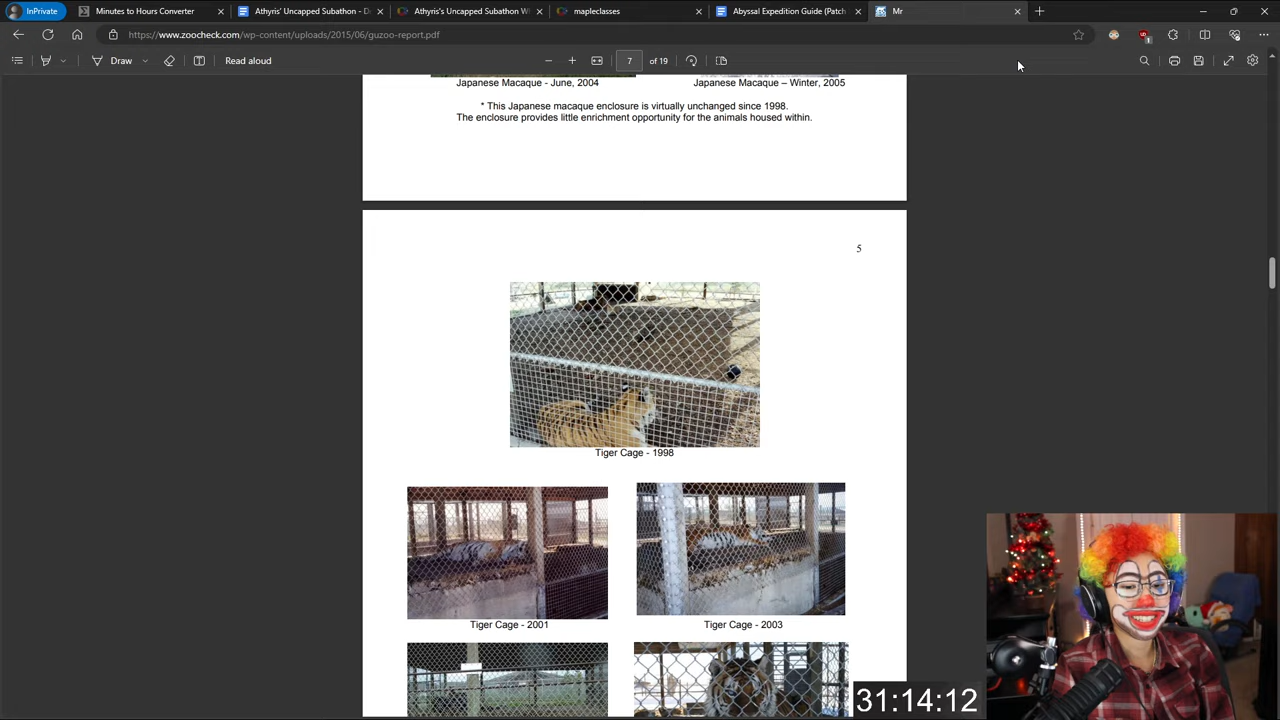 InPrivate
Minutes to Hours Converter
Athyris' Uncapped Subathon - D
Athyris's Uncapped Subathon W
mapleclasses
Abyssal Expedition Guide (Patch
Mr
https://www.zoocheck.com/wp-content/uploads/2015/06/guzoo-report.pdf
1
Draw
Read aloud
7 of 19
Japanese Macaque - June, 2004
Japanese Macaque – Winter, 2005
* This Japanese macaque enclosure is virtually unchanged since 1998.
The enclosure provides little enrichment opportunity for the animals housed within.
5
Tiger Cage - 1998
Tiger Cage - 2001
Tiger Cage - 2003
31:14:12